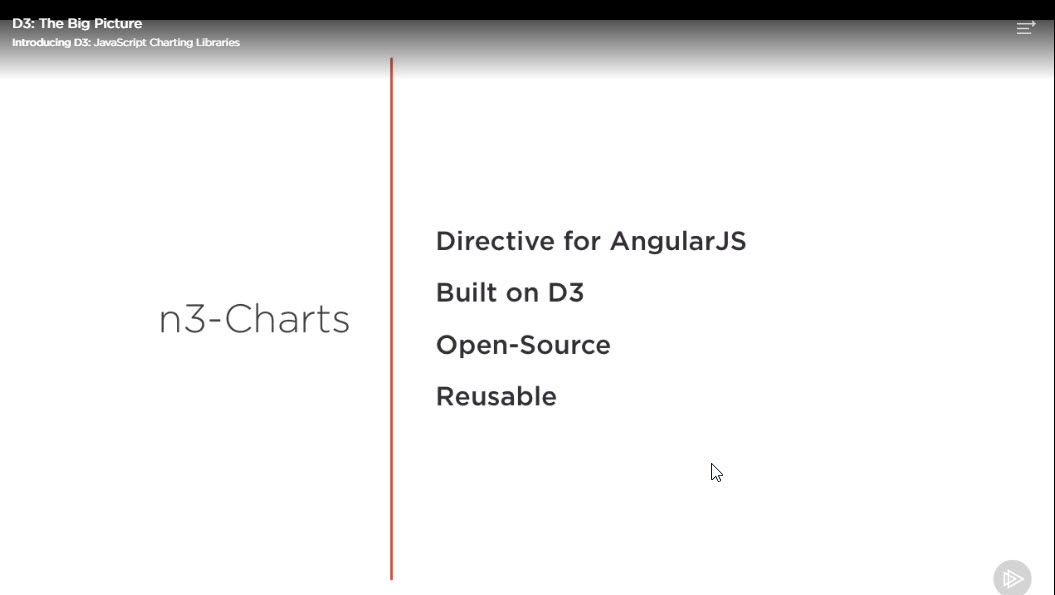 D3: The Big Picture
Introducing D3: JavaScript Charting Libraries
n3-Charts
Directive for AngularJS
Built on D3
Open-Source
Reusable